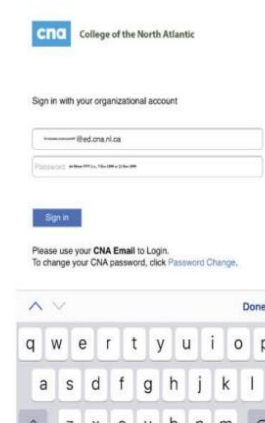 cna College of the North Atlantic
Sign in with your organizational account
@ed.cna.nl.ca
Password
Sign in
Please use your CNA Email to Login.
To change your CNA password, click Password Change.
Done
q w e r t y u i o p
a s d f g h j k l
z x c v b n m